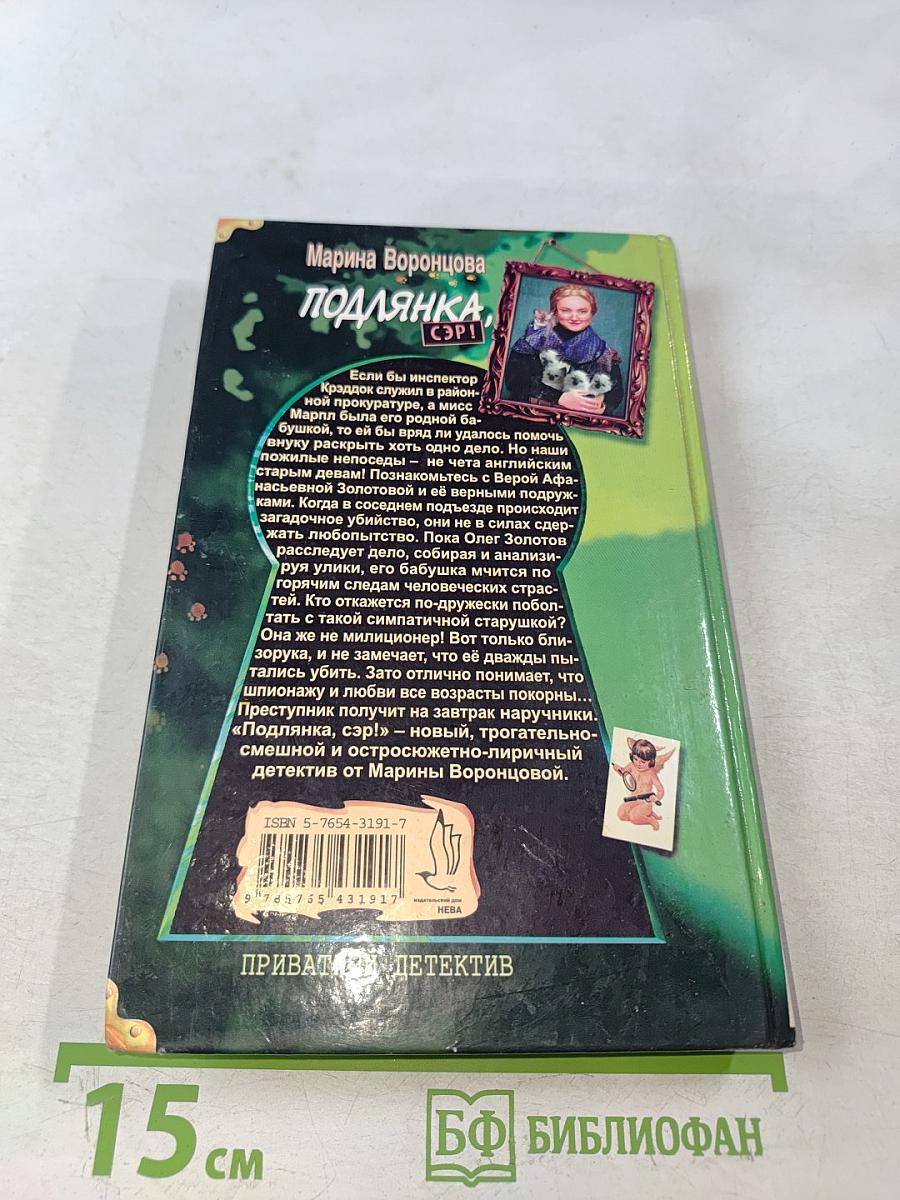 Марина Воронцова
ПОДЛЯНКА,
СЭР!
Если бы инспектор
Крэддок служил в район-
ной прокуратуре, а мисс
Марпл была его родной ба-
бушкой, то ей бы вряд ли удалось помочь
внуку раскрыть хоть одно дело. Но наши
пожилые непоседы – не чета английским
старым девам! Познакомьтесь с Верой Афа-
насьевной Золотовой и её верными подруж-
ками. Когда в соседнем подъезде происходит
загадочное убийство, они не в силах сдер-
жать любопытство. Пока Олег Золотов
расследует дело, собирая и анализи-
руя улики, его бабушка мчится по
горячим следам человеческих страс-
тей. Кто откажется по-дружески побол-
тать с такой симпатичной старушкой?
Она же не милиционер! Вот только бли-
зорука, и не замечает, что её дважды пы-
тались убить. Зато отлично понимает, что
шпионажу и любви все возрасты покорны...
Преступник получит на завтрак наручники.
«Подлянка, сэр!» – новый, трогательно-
смешной и остросюжетно-лиричный
детектив от Марины Воронцовой.
ISBN 5-7654-3191-7
9 785765 431917
издательский дом
НЕВА
ПРИВАТНЫЙ ДЕТЕКТИВ
15 см
БФ БИБЛИОФАН